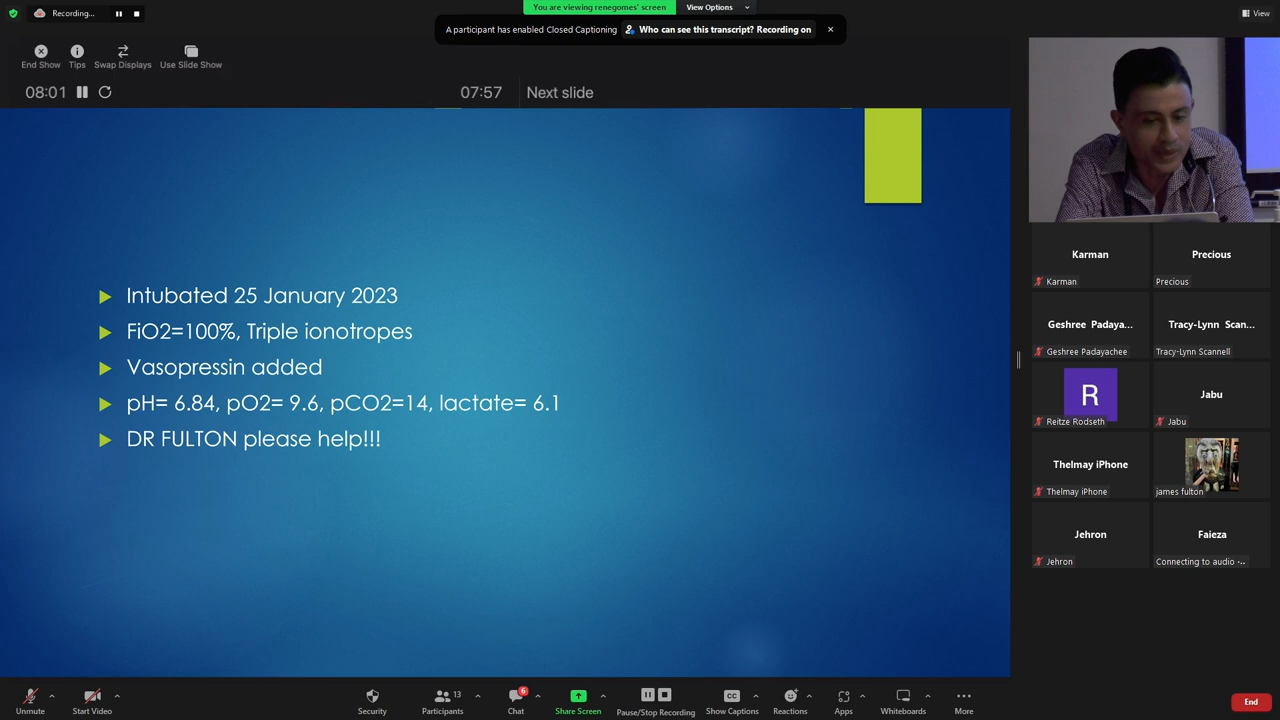 Recording...
You are viewing renegomes' screen
View Options
View
A participant has enabled Closed Captioning
Who can see this transcript? Recording on
End Show
Tips
Swap Displays
Use Slide Show
08:01
07:57
Next slide
Intubated 25 January 2023
FiO2=100%, Triple ionotropes
Vasopressin added
pH= 6.84, pO2= 9.6, pCO2=14, lactate= 6.1
DR FULTON please help!!!
Karman
Karman
Precious
Precious
Geshree Padaya...
Geshree Padayachee
Tracy-Lynn Scan...
Tracy-Lynn Scannell
R
Reitze Rodseth
Jabu
Jabu
Thelmay iPhone
Thelmay iPhone
james fulton
Jehron
Jehron
Faieza
Connecting to audio ·..
Unmute
Start Video
Security
13
Participants
6
Chat
Share Screen
Pause/Stop Recording
CC
Show Captions
Reactions
Apps
Whiteboards
More
End